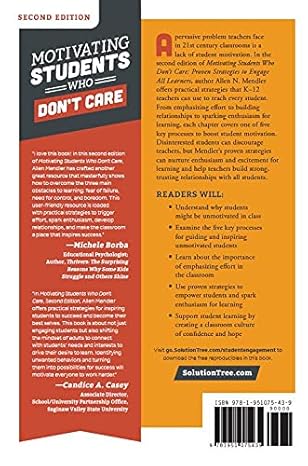 SECOND EDITION
MOTIVATING
STUDENTS
WHO
DON'T CARE
"I love this book! In this second edition
of Motivating Students Who Don't Care,
Allen Mendler has crafted another
great resource that masterfully shows
how to overcome the three main
obstacles to learning: fear of failure,
need for control, and boredom. This
user-friendly resource is loaded
with practical strategies to trigger
effort, spark enthusiasm, develop
relationships, and make the classroom
a place that inspires success."
—Michele Borba
Educational Psychologist;
Author, Thrivers: The Surprising
Reasons Why Some Kids
Struggle and Others Shine
"In Motivating Students Who Don't
Care, Second Edition, Allen Mendler
offers practical strategies for inspiring
students to succeed and become their
best selves. This book is about not just
engaging students but also shifting
the mindset of adults to connect
with students' needs and interests to
drive their desire to learn. Identifying
unwanted behaviors and turning
them into possibilities for success will
motivate everyone to work harder."
—Candice A. Casey
Associate Director,
School/University Partnership Office,
Saginaw Valley State University
A pervasive problem teachers face
in 21st century classrooms is a
lack of student motivation. In the
second edition of Motivating Students Who
Don't Care: Proven Strategies to Engage
All Learners, author Allen N. Mendler
offers practical strategies that K–12
teachers can use to reach every student.
From emphasizing effort to building
relationships to sparking enthusiasm for
learning, each chapter covers one of five
key processes to boost student motivation.
Disinterested students can discourage
teachers, but Mendler's proven strategies
can nurture enthusiasm and excitement for
learning and help teachers build strong,
trusting relationships with all students.
READERS WILL:
• Understand why students
might be unmotivated in class
• Examine the five key processes
for guiding and inspiring
unmotivated students
• Learn about the importance
of emphasizing effort in
the classroom
• Use proven strategies to
empower students and spark
enthusiasm for learning
• Support student learning by
creating a classroom culture
of confidence and hope
Visit go.SolutionTree.com/studentengagement to
download the free reproducibles in this book.
SolutionTree.com
ISBN 978-1-951075-43-9
90000
9 781951 075439